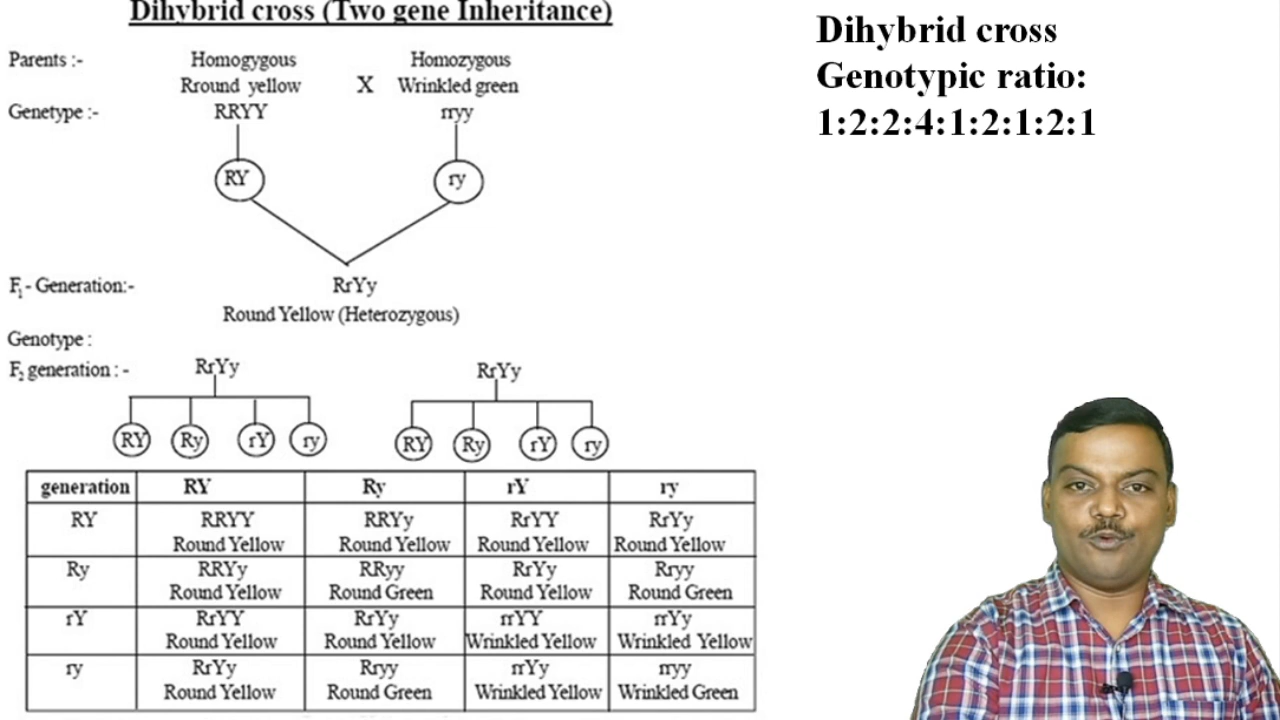 Dihybrid cross (Two gene Inheritance)
Parents :- Homogygous Homozygous
Rround yellow X Wrinkled green
Genetype :- RRYY rryy
RY ry
F₁ - Generation:- RrYy
Round Yellow (Heterozygous)
Genotype :
F₂ generation : - RrYy RrYy
RY Ry rY ry RY Ry rY ry
generation RY Ry rY ry
RY RRYY RRYy RrYY RrYy
Round Yellow Round Yellow Round Yellow Round Yellow
Ry RRYy RRyy RrYy Rryy
Round Yellow Round Green Round Yellow Round Green
rY RrYY RrYy rrYY rrYy
Round Yellow Round Yellow Wrinkled Yellow Wrinkled Yellow
ry RrYy Rryy rrYy rryy
Round Yellow Round Green Wrinkled Yellow Wrinkled Green
Dihybrid cross
Genotypic ratio:
1:2:2:4:1:2:1:2:1